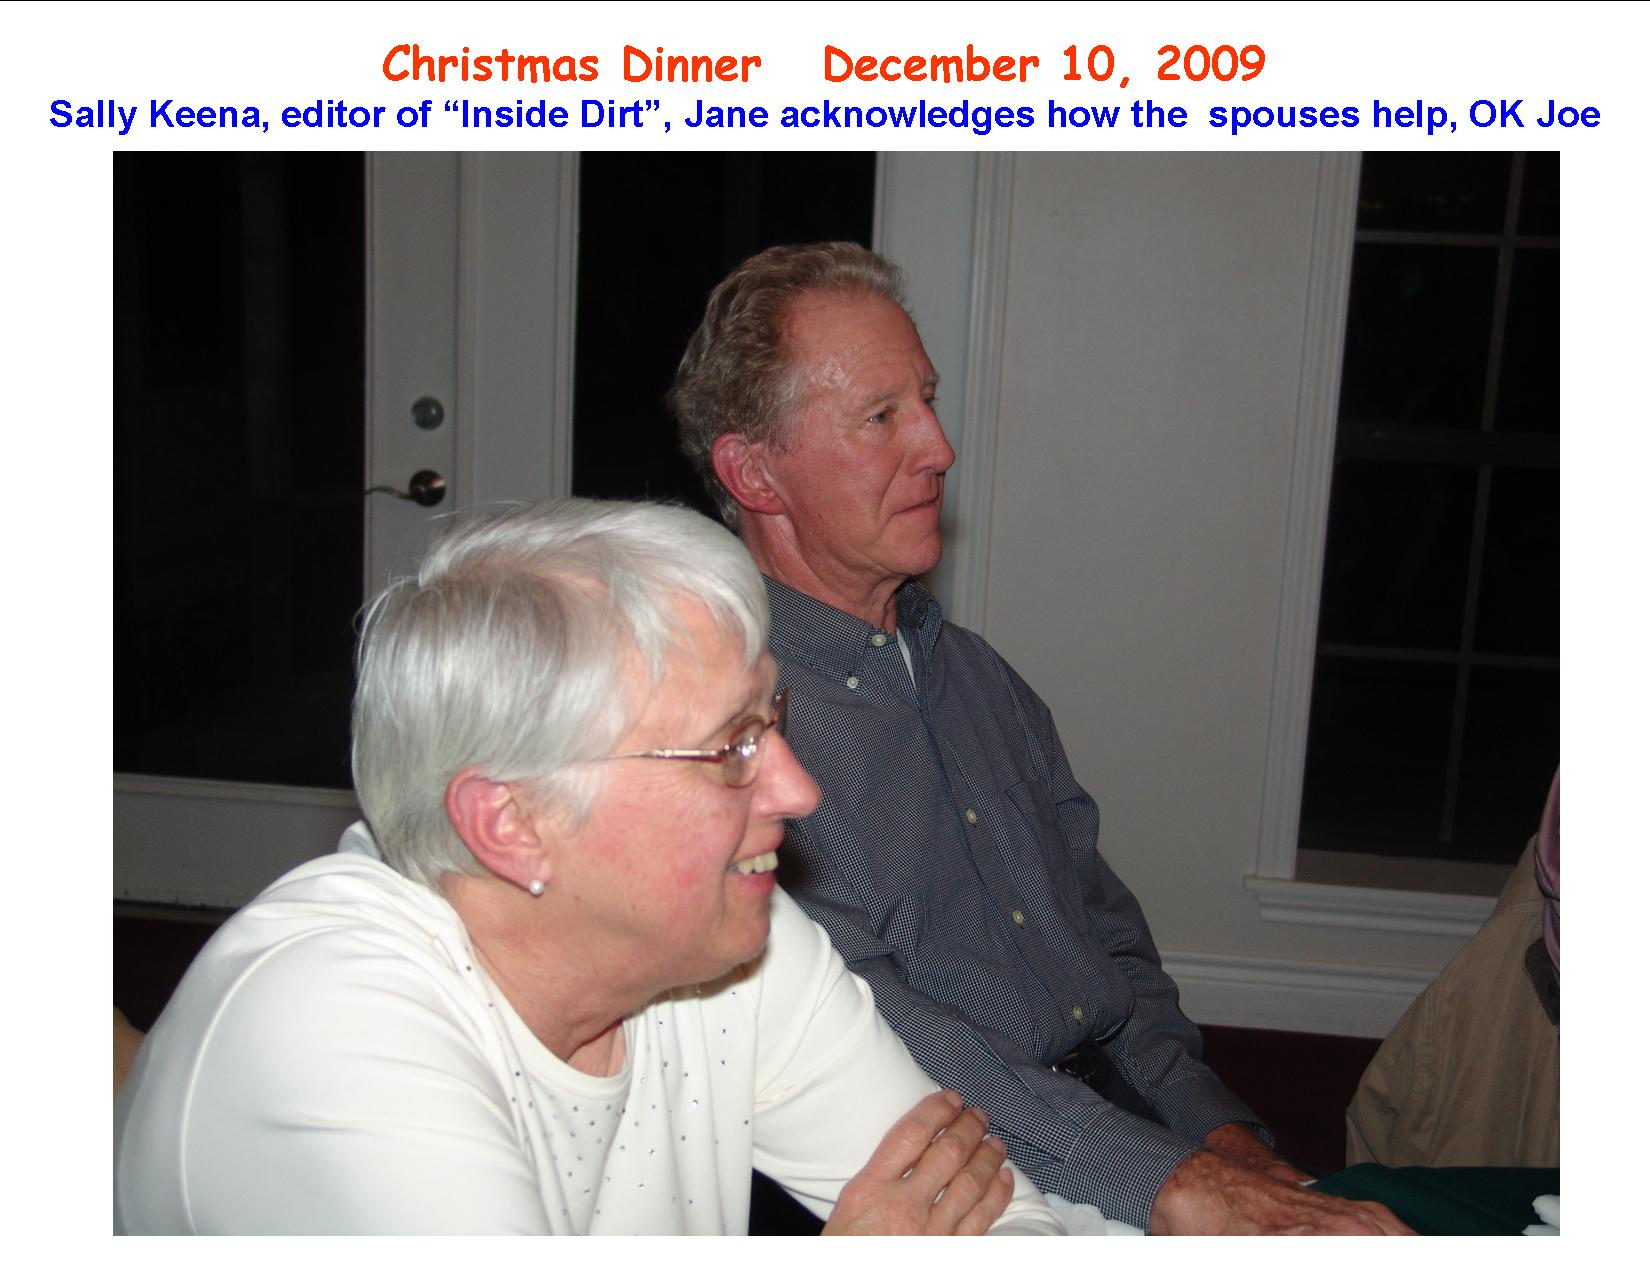 Christmas Dinner December 10, 2009
Sally Keena, editor of “Inside Dirt”, Jane acknowledges how the spouses help, OK Joe